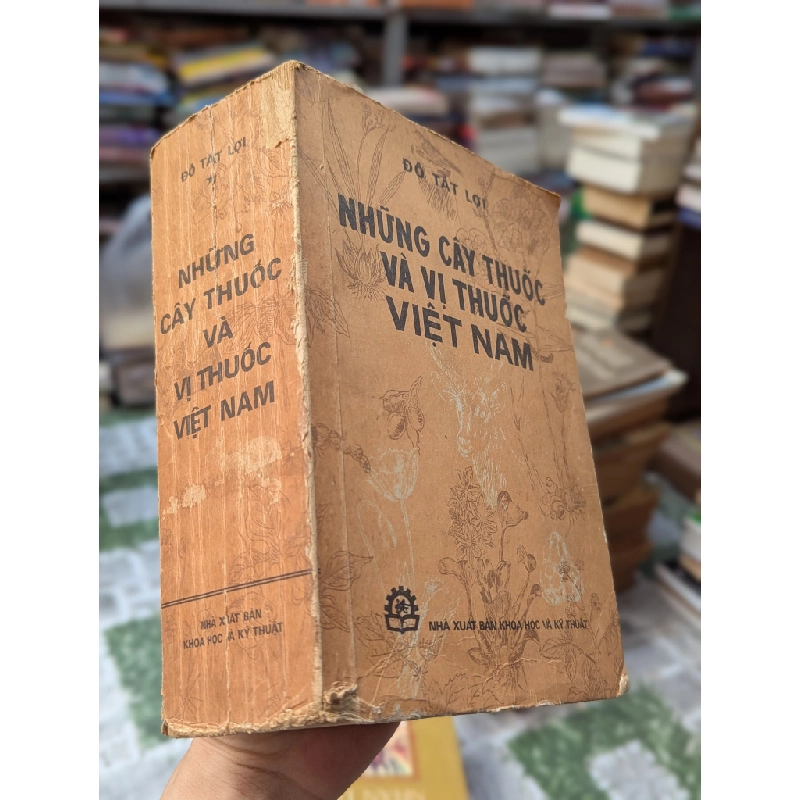 ĐỖ TẤT LỢI
NHỮNG
CÂY THUỐC
VÀ
VỊ THUỐC
VIỆT NAM
NHÀ XUẤT BẢN
KHOA HỌC VÀ KỸ THUẬT
ĐỖ TẤT LỢI
NHỮNG CÂY THUỐC
VÀ VỊ THUỐC
VIỆT NAM
NHÀ XUẤT BẢN KHOA HỌC VÀ KỸ THUẬT